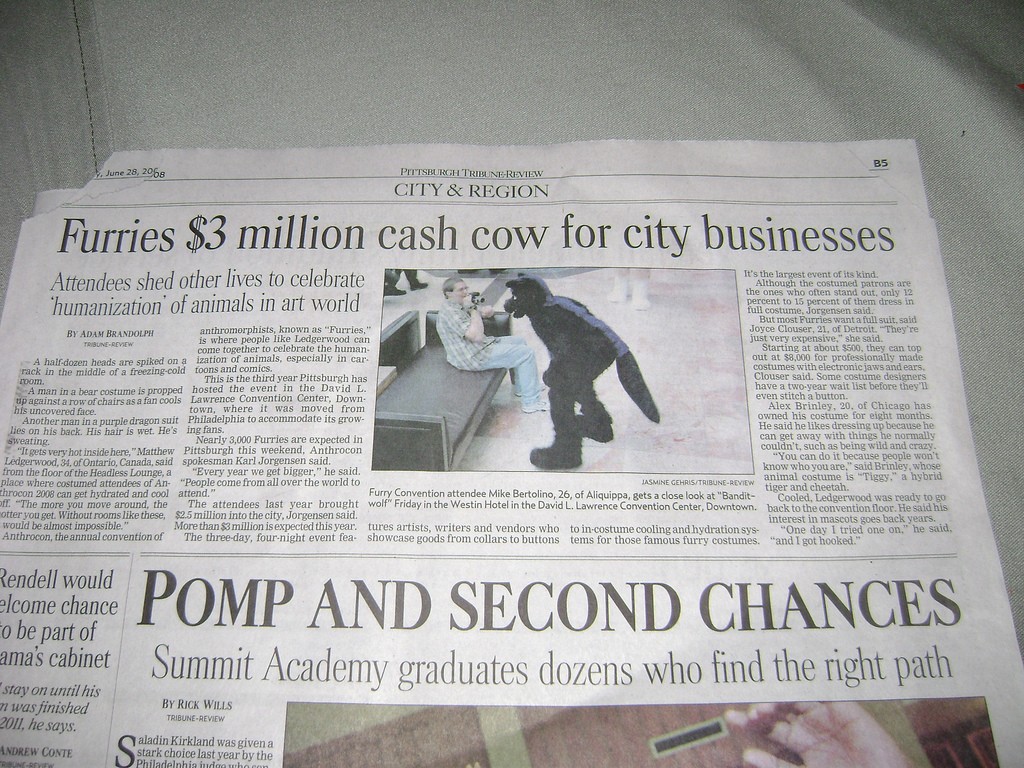 June 28, 2008
PITTSBURGH TRIBUNE-REVIEW
B5
CITY & REGION
Furries $3 million cash cow for city businesses
Attendees shed other lives to celebrate
'humanization' of animals in art world
BY ADAM BRANDOLPH
TRIBUNE-REVIEW
A half-dozen heads are spiked on a
rack in the middle of a freezing-cold
room.
A man in a bear costume is propped
up against a row of chairs as a fan cools
his uncovered face.
Another man in a purple dragon suit
lies on his back. His hair is wet. He's
sweating.
"It gets very hot inside here," Matthew
Ledgerwood, 34, of Ontario, Canada, said
from the floor of the Headless Lounge, a
place where costumed attendees of An-
throcon 2008 can get hydrated and cool
off. "The more you move around, the
hotter you get. Without rooms like these,
would be almost impossible."
Anthrocon, the annual convention of
anthromorphists, known as "Furries,"
is where people like Ledgerwood can
come together to celebrate the human-
ization of animals, especially in car-
toons and comics.
This is the third year Pittsburgh has
hosted the event in the David L.
Lawrence Convention Center, Down-
town, where it was moved from
Philadelphia to accommodate its grow-
ing fans.
Nearly 3,000 Furries are expected in
Pittsburgh this weekend, Anthrocon
spokesman Karl Jorgensen said.
"Every year we get bigger," he said.
"People come from all over the world to
attend."
The attendees last year brought
$2.5 million into the city, Jorgensen said.
More than $3 million is expected this year.
The three-day, four-night event fea-
JASMINE GEHRIS/TRIBUNE-REVIEW
Furry Convention attendee Mike Bertolino, 26, of Aliquippa, gets a close look at "Bandit-
wolf" Friday in the Westin Hotel in the David L. Lawrence Convention Center, Downtown.
tures artists, writers and vendors who
showcase goods from collars to buttons
to in-costume cooling and hydration sys-
tems for those famous furry costumes.
It's the largest event of its kind.
Although the costumed patrons are
the ones who often stand out, only 12
percent to 15 percent of them dress in
full costume, Jorgensen said.
But most Furries want a full suit, said
Joyce Clouser, 21, of Detroit. "They're
just very expensive," she said.
Starting at about $500, they can top
out at $8,000 for professionally made
costumes with electronic jaws and ears,
Clouser said. Some costume designers
have a two-year wait list before they'll
even stitch a button.
Alex Brinley, 20, of Chicago has
owned his costume for eight months.
He said he likes dressing up because he
can get away with things he normally
couldn't, such as being wild and crazy.
"You can do it because people won't
know who you are," said Brinley, whose
animal costume is "Tiggy," a hybrid
tiger and cheetah.
Cooled, Ledgerwood was ready to go
back to the convention floor. He said his
interest in mascots goes back years.
"One day I tried one on," he said,
"and I got hooked."
Rendell would
elcome chance
to be part of
ama's cabinet
stay on until his
n was finished
2011, he says.
ANDREW CONTE
TRIBUNE-REVIEW
POMP AND SECOND CHANCES
Summit Academy graduates dozens who find the right path
BY RICK WILLS
TRIBUNE-REVIEW
Saladin Kirkland was given a
stark choice last year by the
Philadelphia judge who sen-